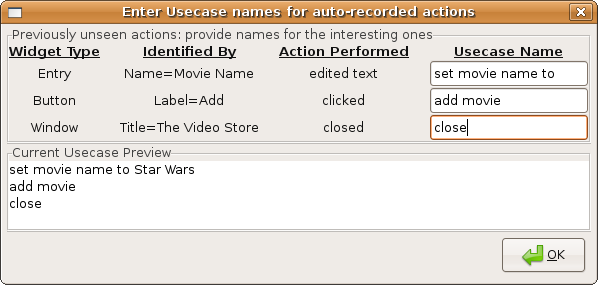 Enter Usecase names for auto-recorded actions
Previously unseen actions: provide names for the interesting ones
Widget Type Identified By Action Performed Usecase Name
Entry Name=Movie Name edited text set movie name to
Button Label=Add clicked add movie
Window Title=The Video Store closed close
Current Usecase Preview
set movie name to Star Wars
add movie
close
OK